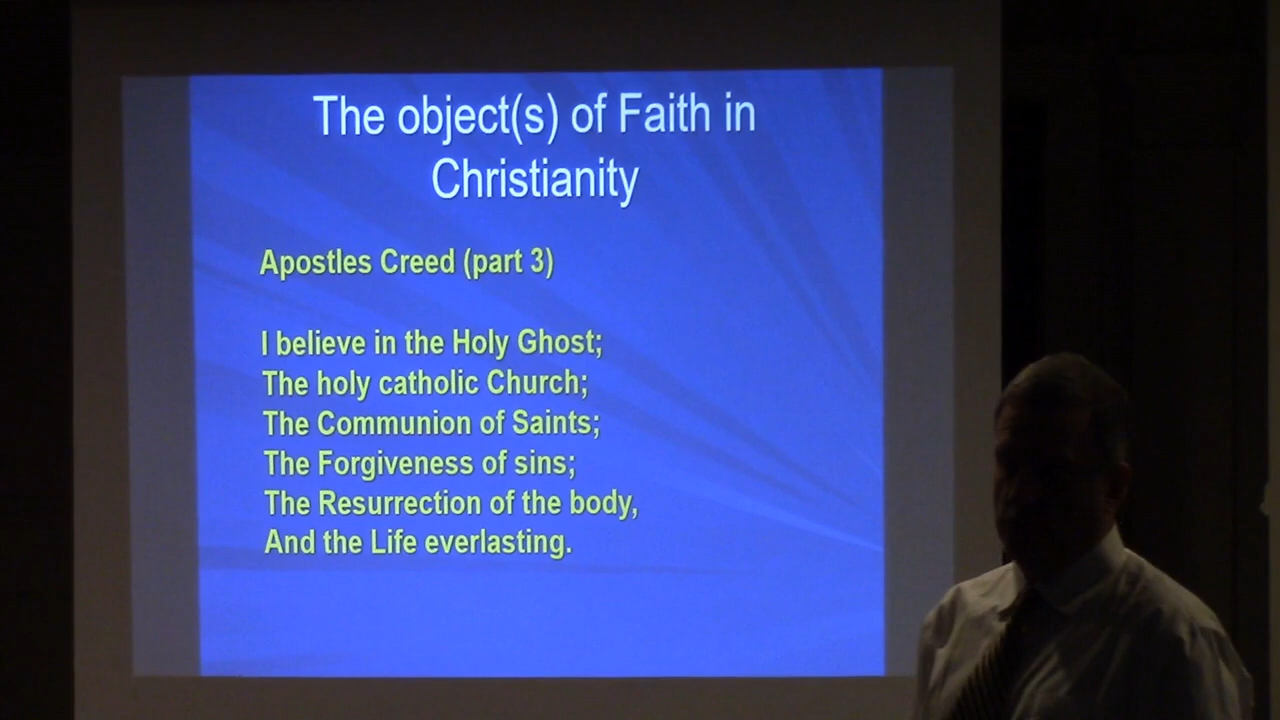 The object(s) of Faith in
Christianity
Apostles Creed (part 3)
I believe in the Holy Ghost;
The holy catholic Church;
The Communion of Saints;
The Forgiveness of sins;
The Resurrection of the body,
And the Life everlasting.